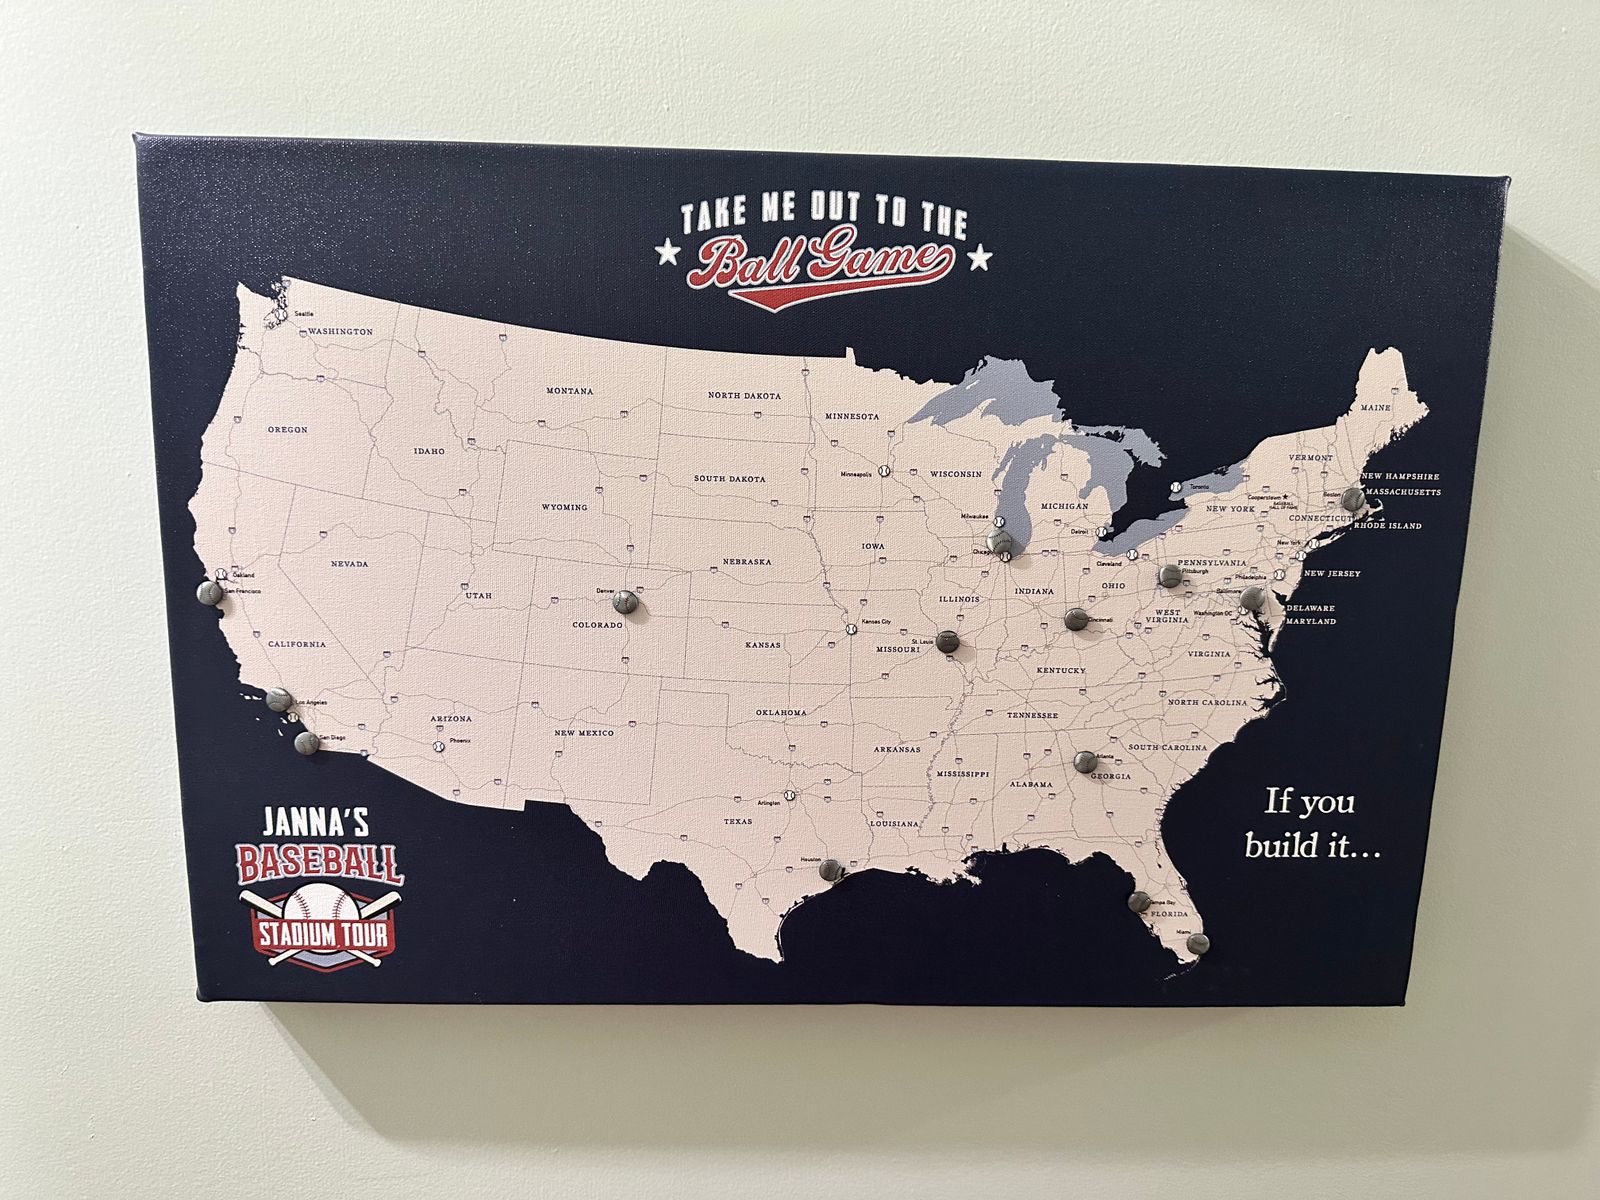 TAKE ME OUT TO THE
Ball Game
Seattle
WASHINGTON
MONTANA
NORTH DAKOTA
MINNESOTA
MAINE
OREGON
IDAHO
VERMONT
Minneapolis
WISCONSIN
SOUTH DAKOTA
NEW HAMPSHIRE
Toronto
MASSACHUSETTS
Boston
Cooperstown
BASEBALL
HALL OF FAME
WYOMING
MICHIGAN
NEW YORK
CONNECTICUT
RHODE ISLAND
Milwaukee
Detroit
New York
IOWA
Chicago
NEVADA
NEBRASKA
Cleveland
PENNSYLVANIA
Pittsburgh
Philadelphia
NEW JERSEY
Oakland
San Francisco
UTAH
Denver
OHIO
INDIANA
ILLINOIS
Baltimore
Washington DC
DELAWARE
MARYLAND
COLORADO
Kansas City
Cincinnati
WEST
VIRGINIA
CALIFORNIA
KANSAS
St. Louis
MISSOURI
VIRGINIA
KENTUCKY
Los Angeles
NORTH CAROLINA
ARIZONA
OKLAHOMA
TENNESSEE
San Diego
Phoenix
NEW MEXICO
ARKANSAS
SOUTH CAROLINA
Atlanta
GEORGIA
MISSISSIPPI
ALABAMA
Arlington
TEXAS
LOUISIANA
Houston
Tampa Bay
FLORIDA
Miami
If you
build it...
JANNA'S
BASEBALL
STADIUM TOUR